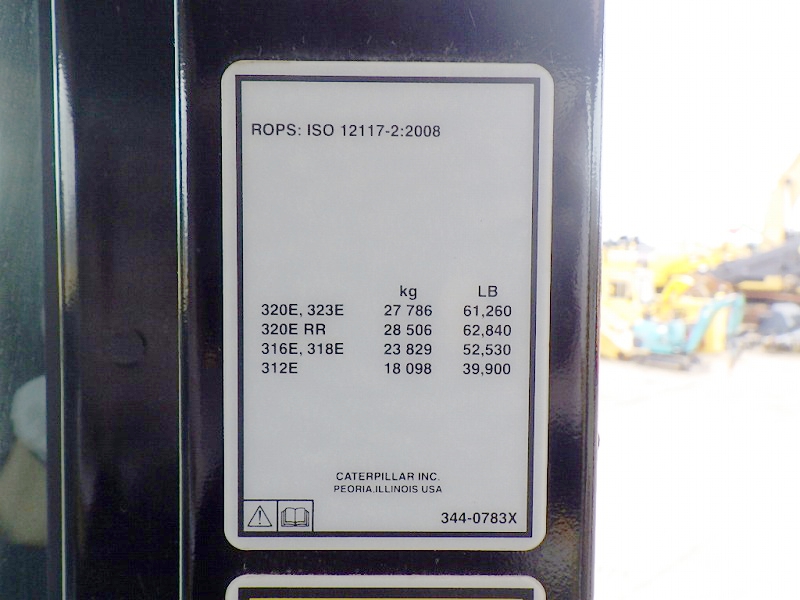 ROPS: ISO 12117-2:2008
kg LB
320E, 323E 27 786 61,260
320E RR 28 506 62,840
316E, 318E 23 829 52,530
312E 18 098 39,900
CATERPILLAR INC.
PEORIA.ILLINOIS USA
344-0783X